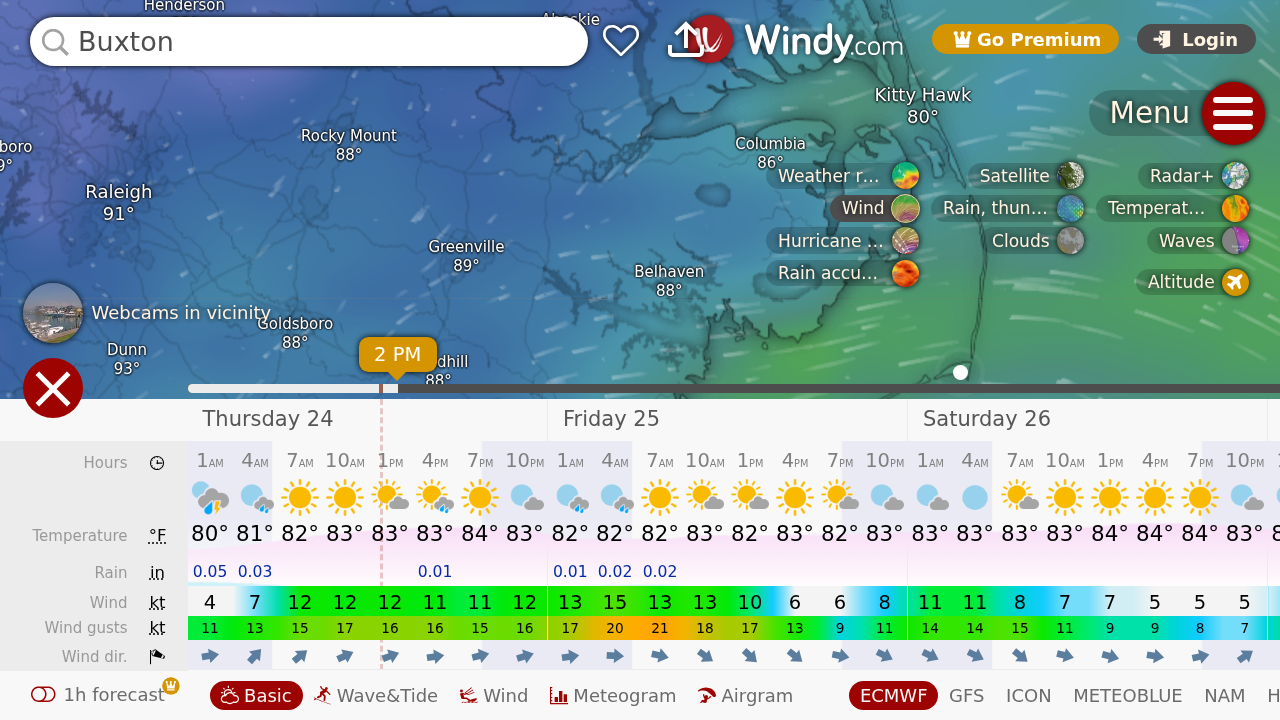 Henderson
Buxton
Windy.com
Go Premium
Login
Kitty Hawk
80°
Menu
Rocky Mount
88°
Columbia
86°
boro
9°
Raleigh
91°
Weather r...
Satellite
Radar+
Wind
Rain, thun...
Temperat...
Hurricane ...
Clouds
Waves
Rain accu...
Altitude
Greenville
89°
Belhaven
88°
Webcams in vicinity
Goldsboro
88°
Dunn
93°
2 PM
dhill
88°
Thursday 24 Friday 25 Saturday 26
Hours 1AM 4AM 7AM 10AM 1PM 4PM 7PM 10PM 1AM 4AM 7AM 10AM 1PM 4PM 7PM 10PM 1AM 4AM 7AM 10AM 1PM 4PM 7PM 10PM
Temperature °F 80° 81° 82° 83° 83° 83° 84° 83° 82° 82° 82° 83° 82° 83° 82° 83° 83° 83° 83° 83° 84° 84° 84° 83° 8
Rain in 0.05 0.03 0.01 0.01 0.02 0.02
Wind kt 4 7 12 12 12 11 11 12 13 15 13 13 10 6 6 8 11 11 8 7 7 5 5 5
Wind gusts kt 11 13 15 17 16 16 15 16 17 20 21 18 17 13 9 11 14 14 15 11 9 9 8 7
Wind dir.
1h forecast Basic Wave&Tide Wind Meteogram Airgram ECMWF GFS ICON METEOBLUE NAM H